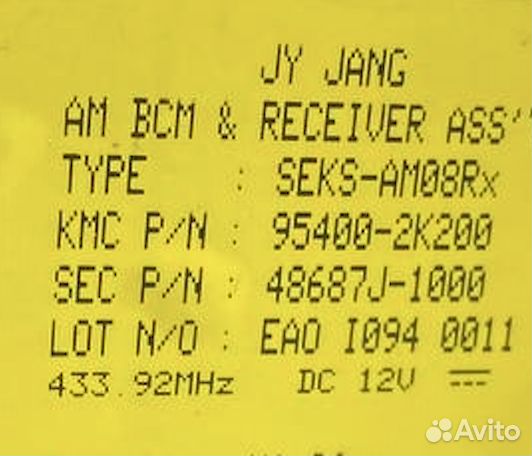 JY JANG
AM BCM & RECEIVER ASS'
TYPE : SEKS-AM08Rx
KMC P/N : 95400-2K200
SEC P/N : 48687J-1000
LOT N/O : EAO I094 0011
433.92MHz DC 12V
Avito